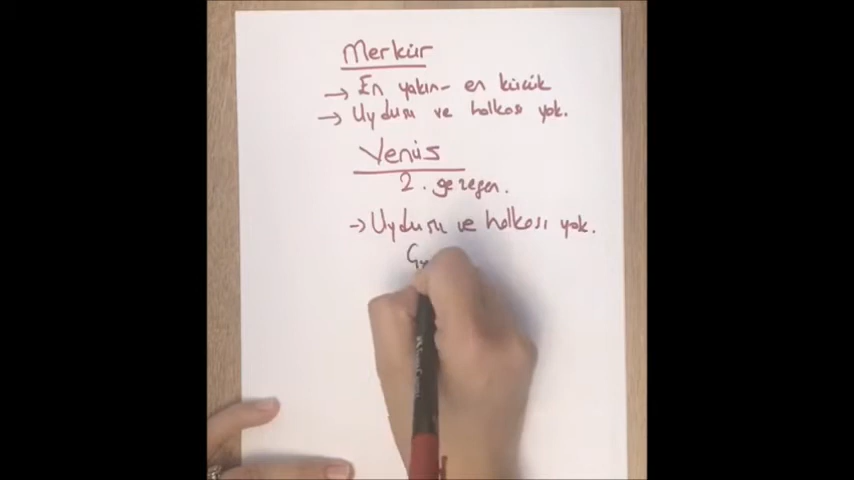 Merkür
→ En yakın - en küçük
→ Uydusu ve halkası yok.
Venüs
2. gezegen.
→ Uydusu ve halkası yok.